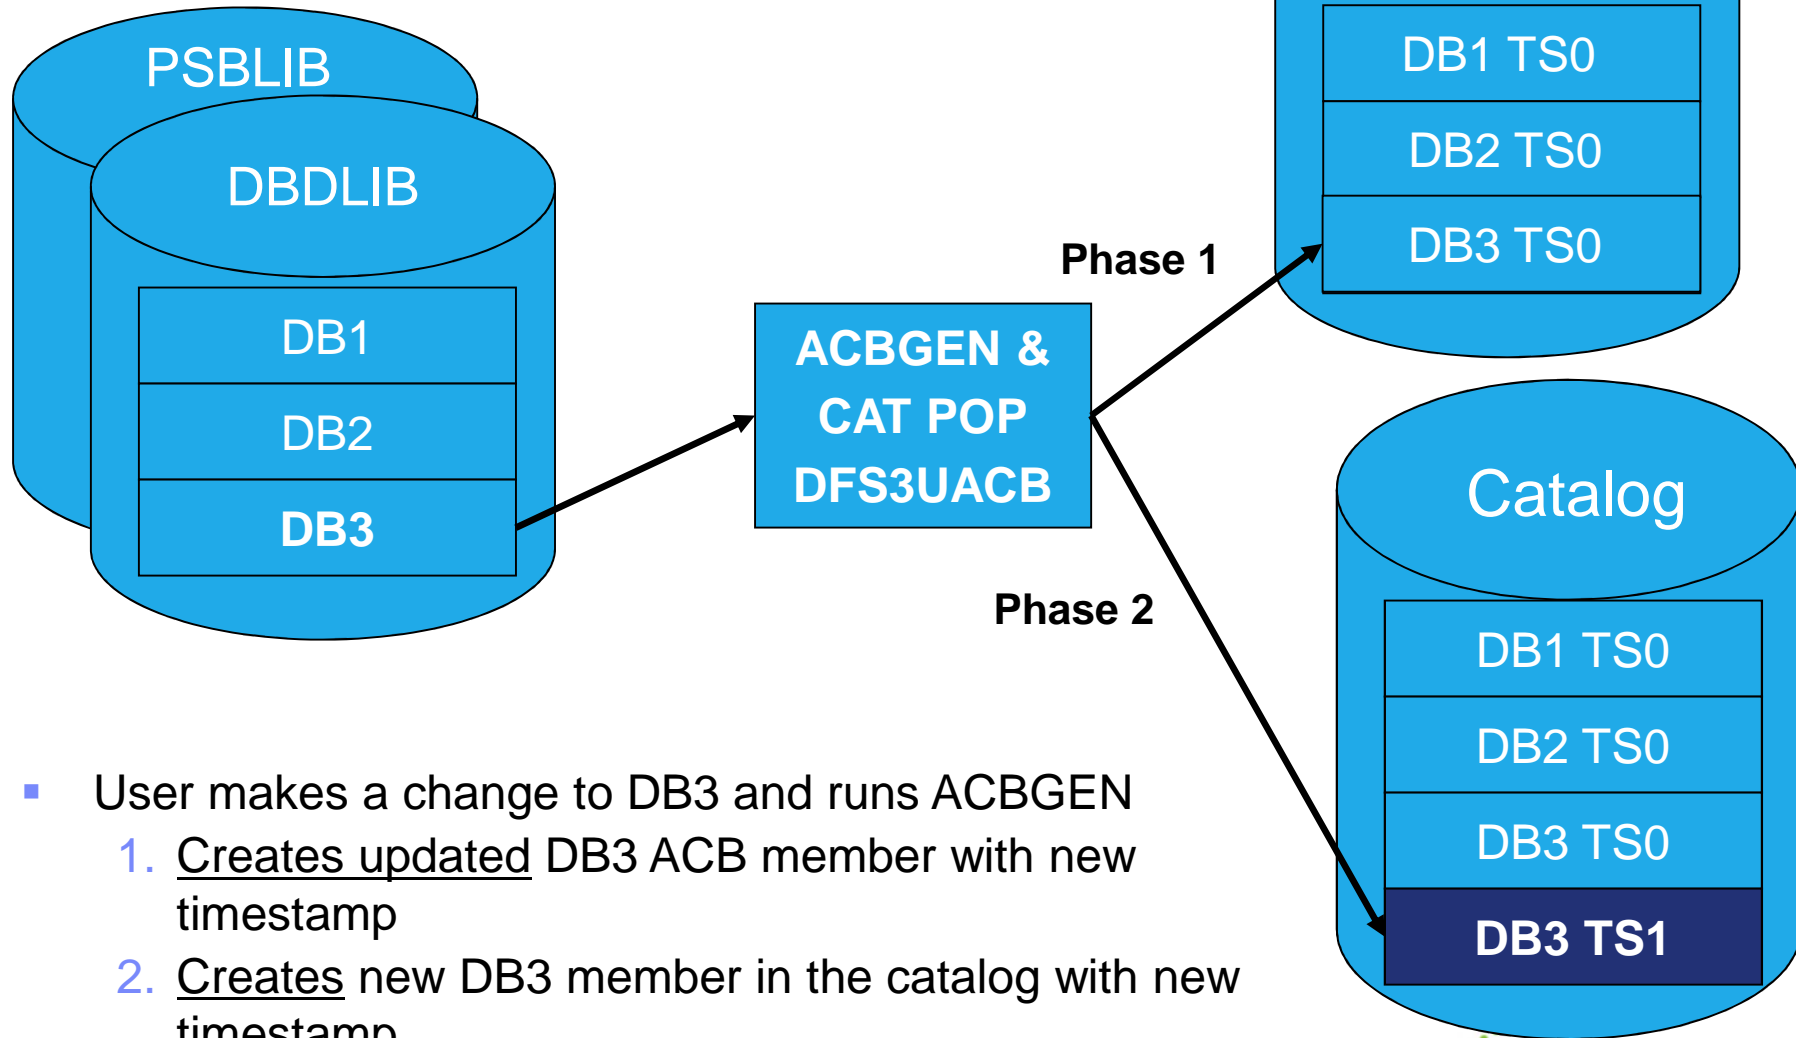 PSBLIB
DBDLIB
DB1
DB2
DB3
ACBGEN &
CAT POP
DFS3UACB
Phase 1
Phase 2
DB1 TS0
DB2 TS0
DB3 TS0
Catalog
DB1 TS0
DB2 TS0
DB3 TS0
DB3 TS1
▪ User makes a change to DB3 and runs ACBGEN
1. Creates updated DB3 ACB member with new
timestamp
2. Creates new DB3 member in the catalog with new
timestamp